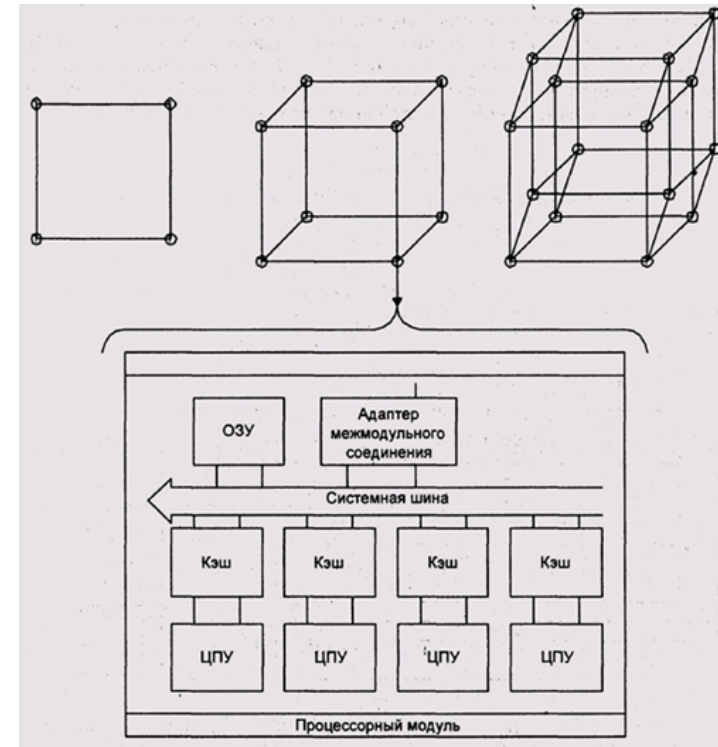 ОЗУ
Адаптер
межмодульного
соединения
Системная шина
Кэш
Кэш
Кэш
Кэш
ЦПУ
ЦПУ
ЦПУ
ЦПУ
Процессорный модуль